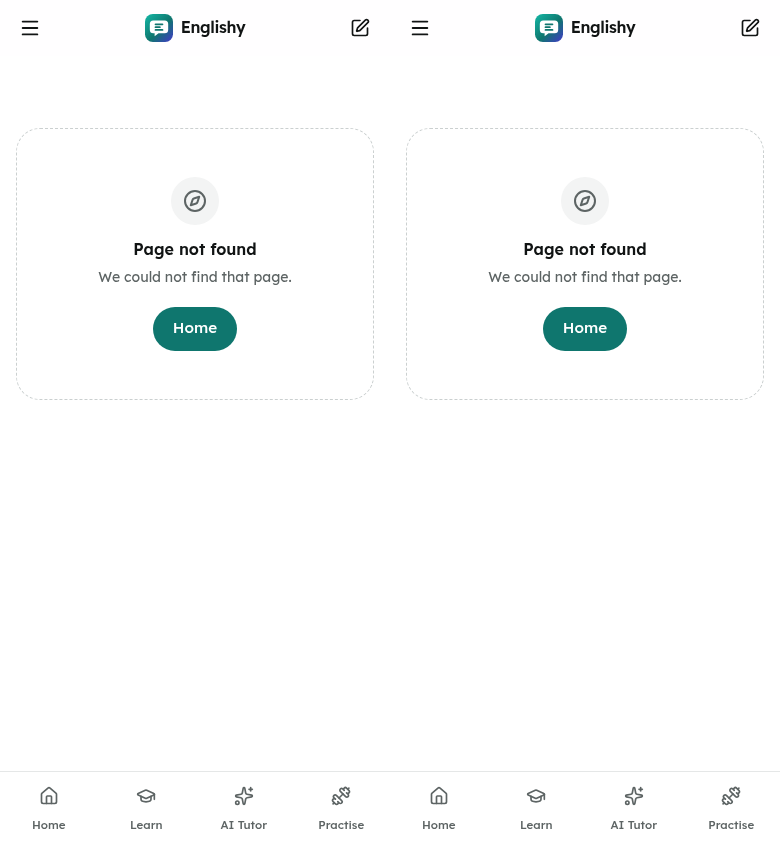 Englishy
Page not found
We could not find that page.
Home
Home Learn AI Tutor Practise
Englishy
Page not found
We could not find that page.
Home
Home Learn AI Tutor Practise